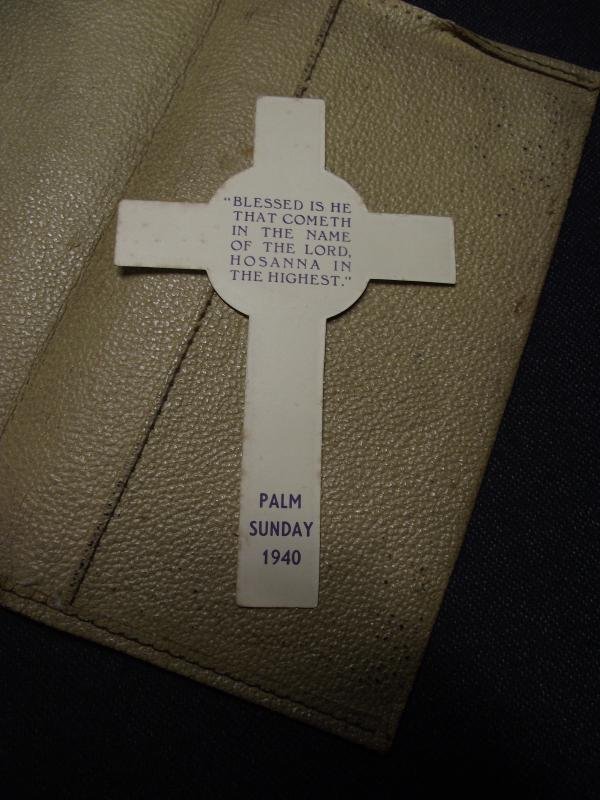 "BLESSED IS HE
THAT COMETH
IN THE NAME
OF THE LORD,
HOSANNA IN
THE HIGHEST."
PALM
SUNDAY
1940